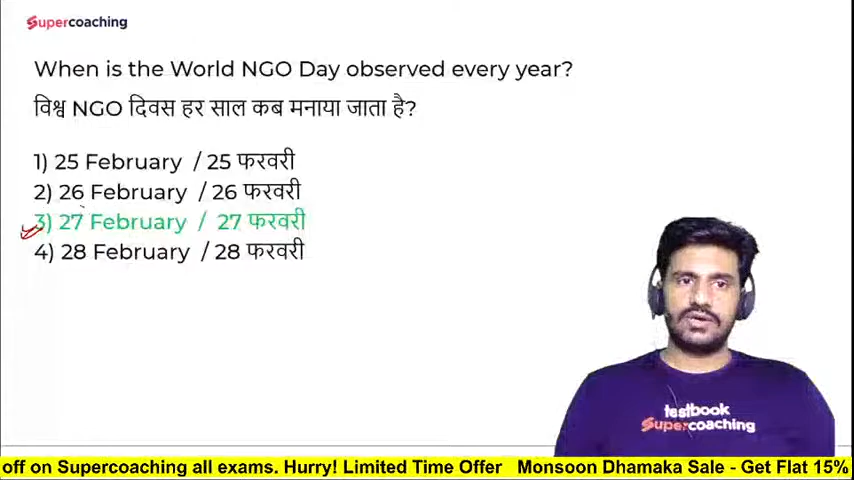 Supercoaching
When is the World NGO Day observed every year?
विश्व NGO दिवस हर साल कब मनाया जाता है?
1) 25 February / 25 फरवरी
2) 26 February / 26 फरवरी
3) 27 February / 27 फरवरी
4) 28 February / 28 फरवरी
testbook
Supercoaching
off on Supercoaching all exams. Hurry! Limited Time Offer Monsoon Dhamaka Sale - Get Flat 15%